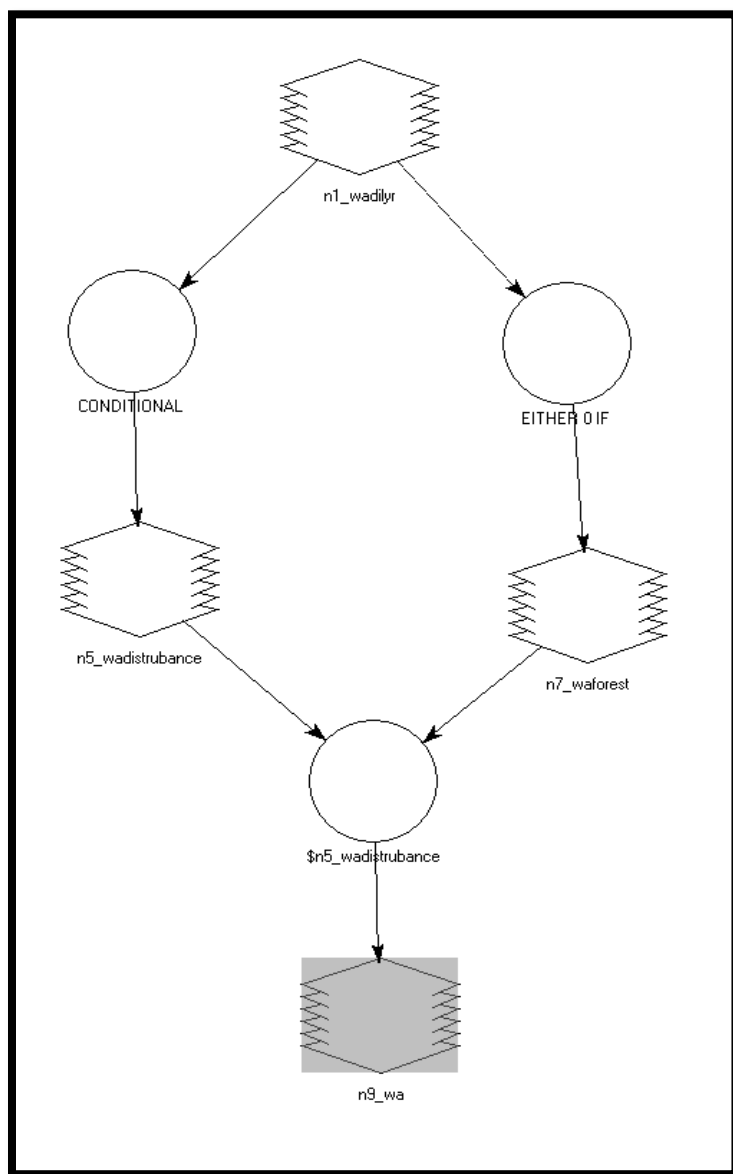 n1_wadilyr
CONDITIONAL
EITHER 0 IF
n5_wadistrubance
n7_waforest
$n5_wadistrubance
n9_wa